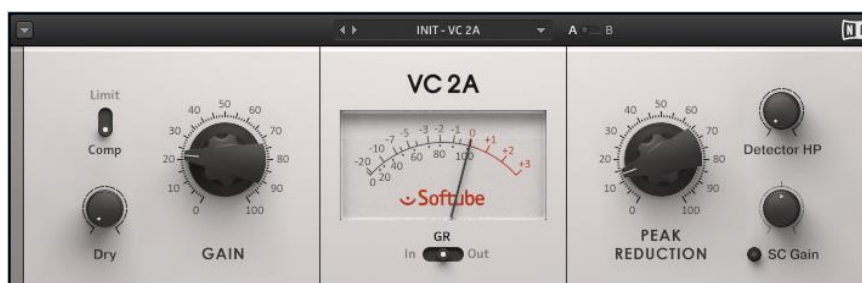 INIT - VC 2A
A B
N
Limit
Comp
Dry
0 10 20 30 40 50 60 70 80 90 100
GAIN
VC 2A
-20 -10 -7 -5 -3 -2 -1 0 +1 +2 +3
0 20 40 60 80 100
Softube
GR
In Out
0 10 20 30 40 50 60 70 80 90 100
PEAK
REDUCTION
Detector HP
SC Gain